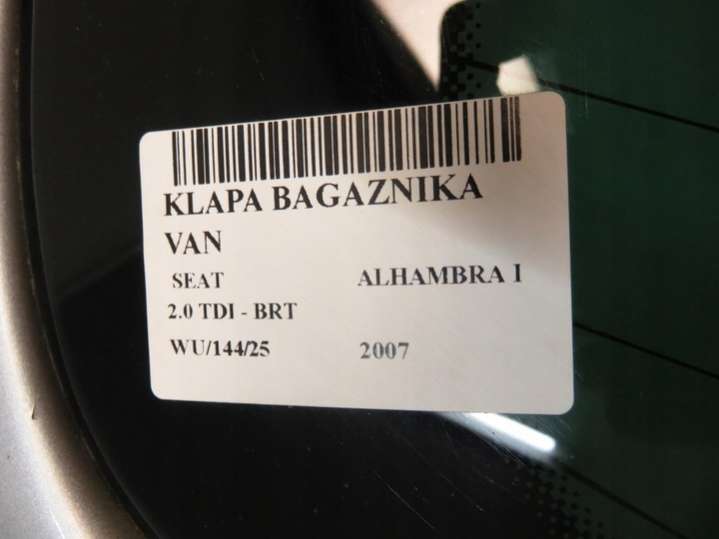 KLAPA BAGAZNIKA
VAN
SEAT ALHAMBRA I
2.0 TDI - BRT
WU/144/25 2007